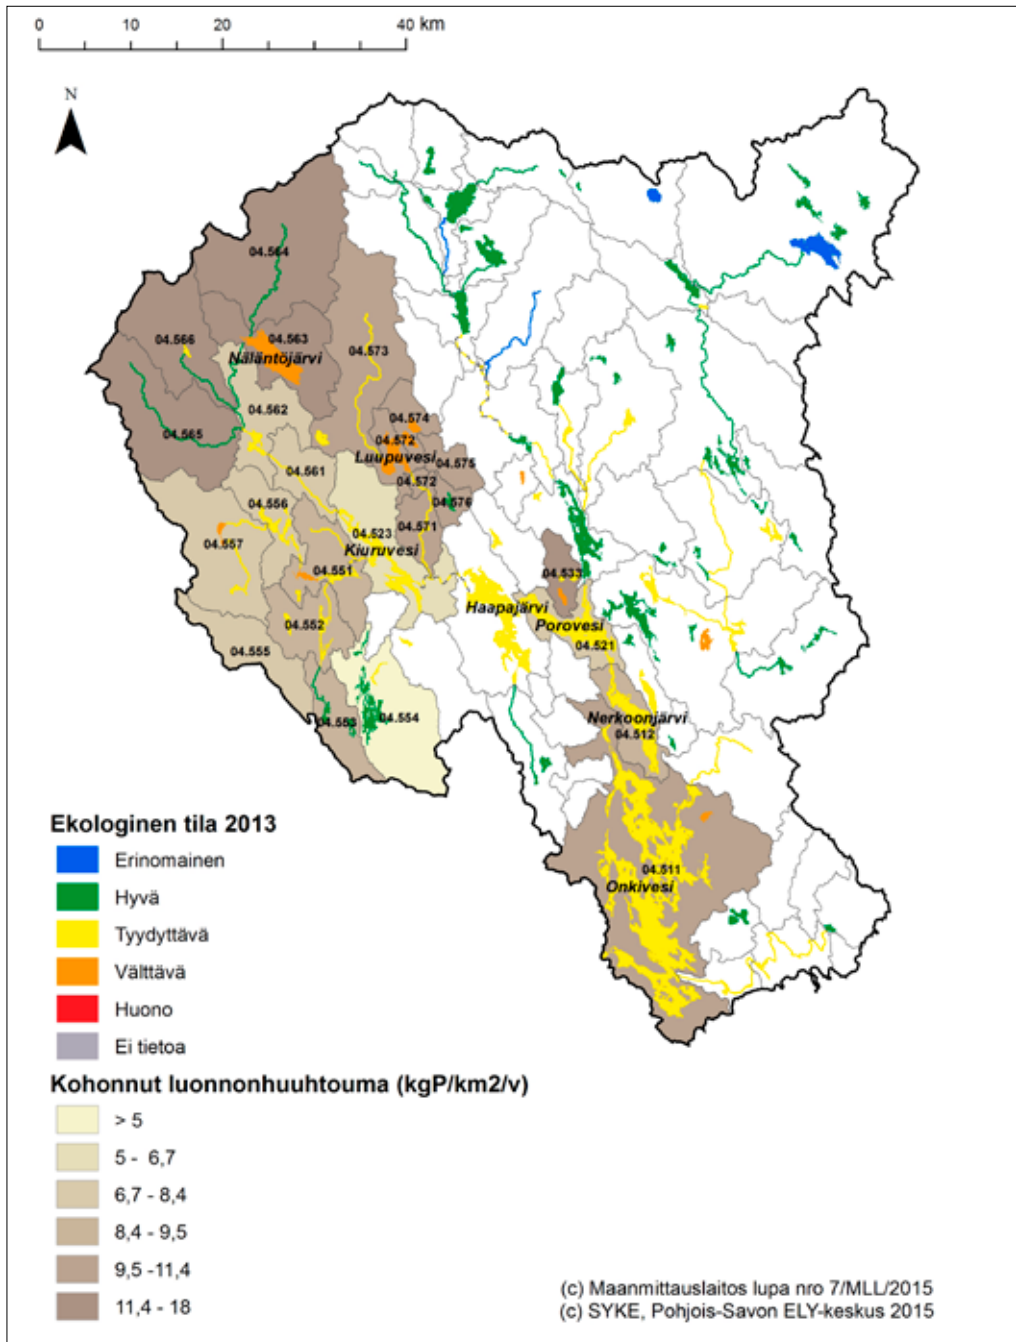 0 10 20 40 km
N
04.564
04.563
04.566
Näläntöjärvi
04.573
04.574
04.562
04.572
04.565
Luupuvesi
04.575
04.561
04.572
04.576
04.556
04.571
04.523
04.557
Kiuruvesi
04.551
04.533
Haapajärvi
04.552
Porovesi
04.521
04.555
04.553
04.554
Nerkoonjärvi
04.512
04.511
Onkivesi
Ekologinen tila 2013
Erinomainen
Hyvä
Tyydyttävä
Välttävä
Huono
Ei tietoa
Kohonnut luonnonhuuhtouma (kgP/km2/v)
> 5
5 - 6,7
6,7 - 8,4
8,4 - 9,5
9,5 -11,4
11,4 - 18
(c) Maanmittauslaitos lupa nro 7/MLL/2015
(c) SYKE, Pohjois-Savon ELY-keskus 2015